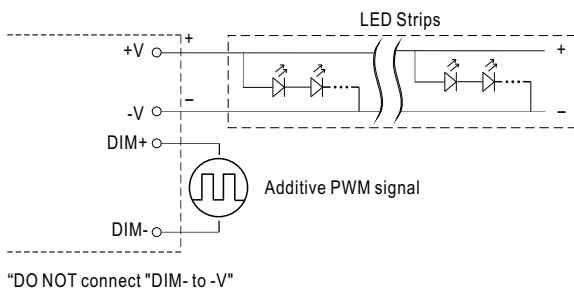 LED Strips
+V
+
+
-V
−
−
DIM+
Additive PWM signal
DIM-
“DO NOT connect "DIM- to -V"